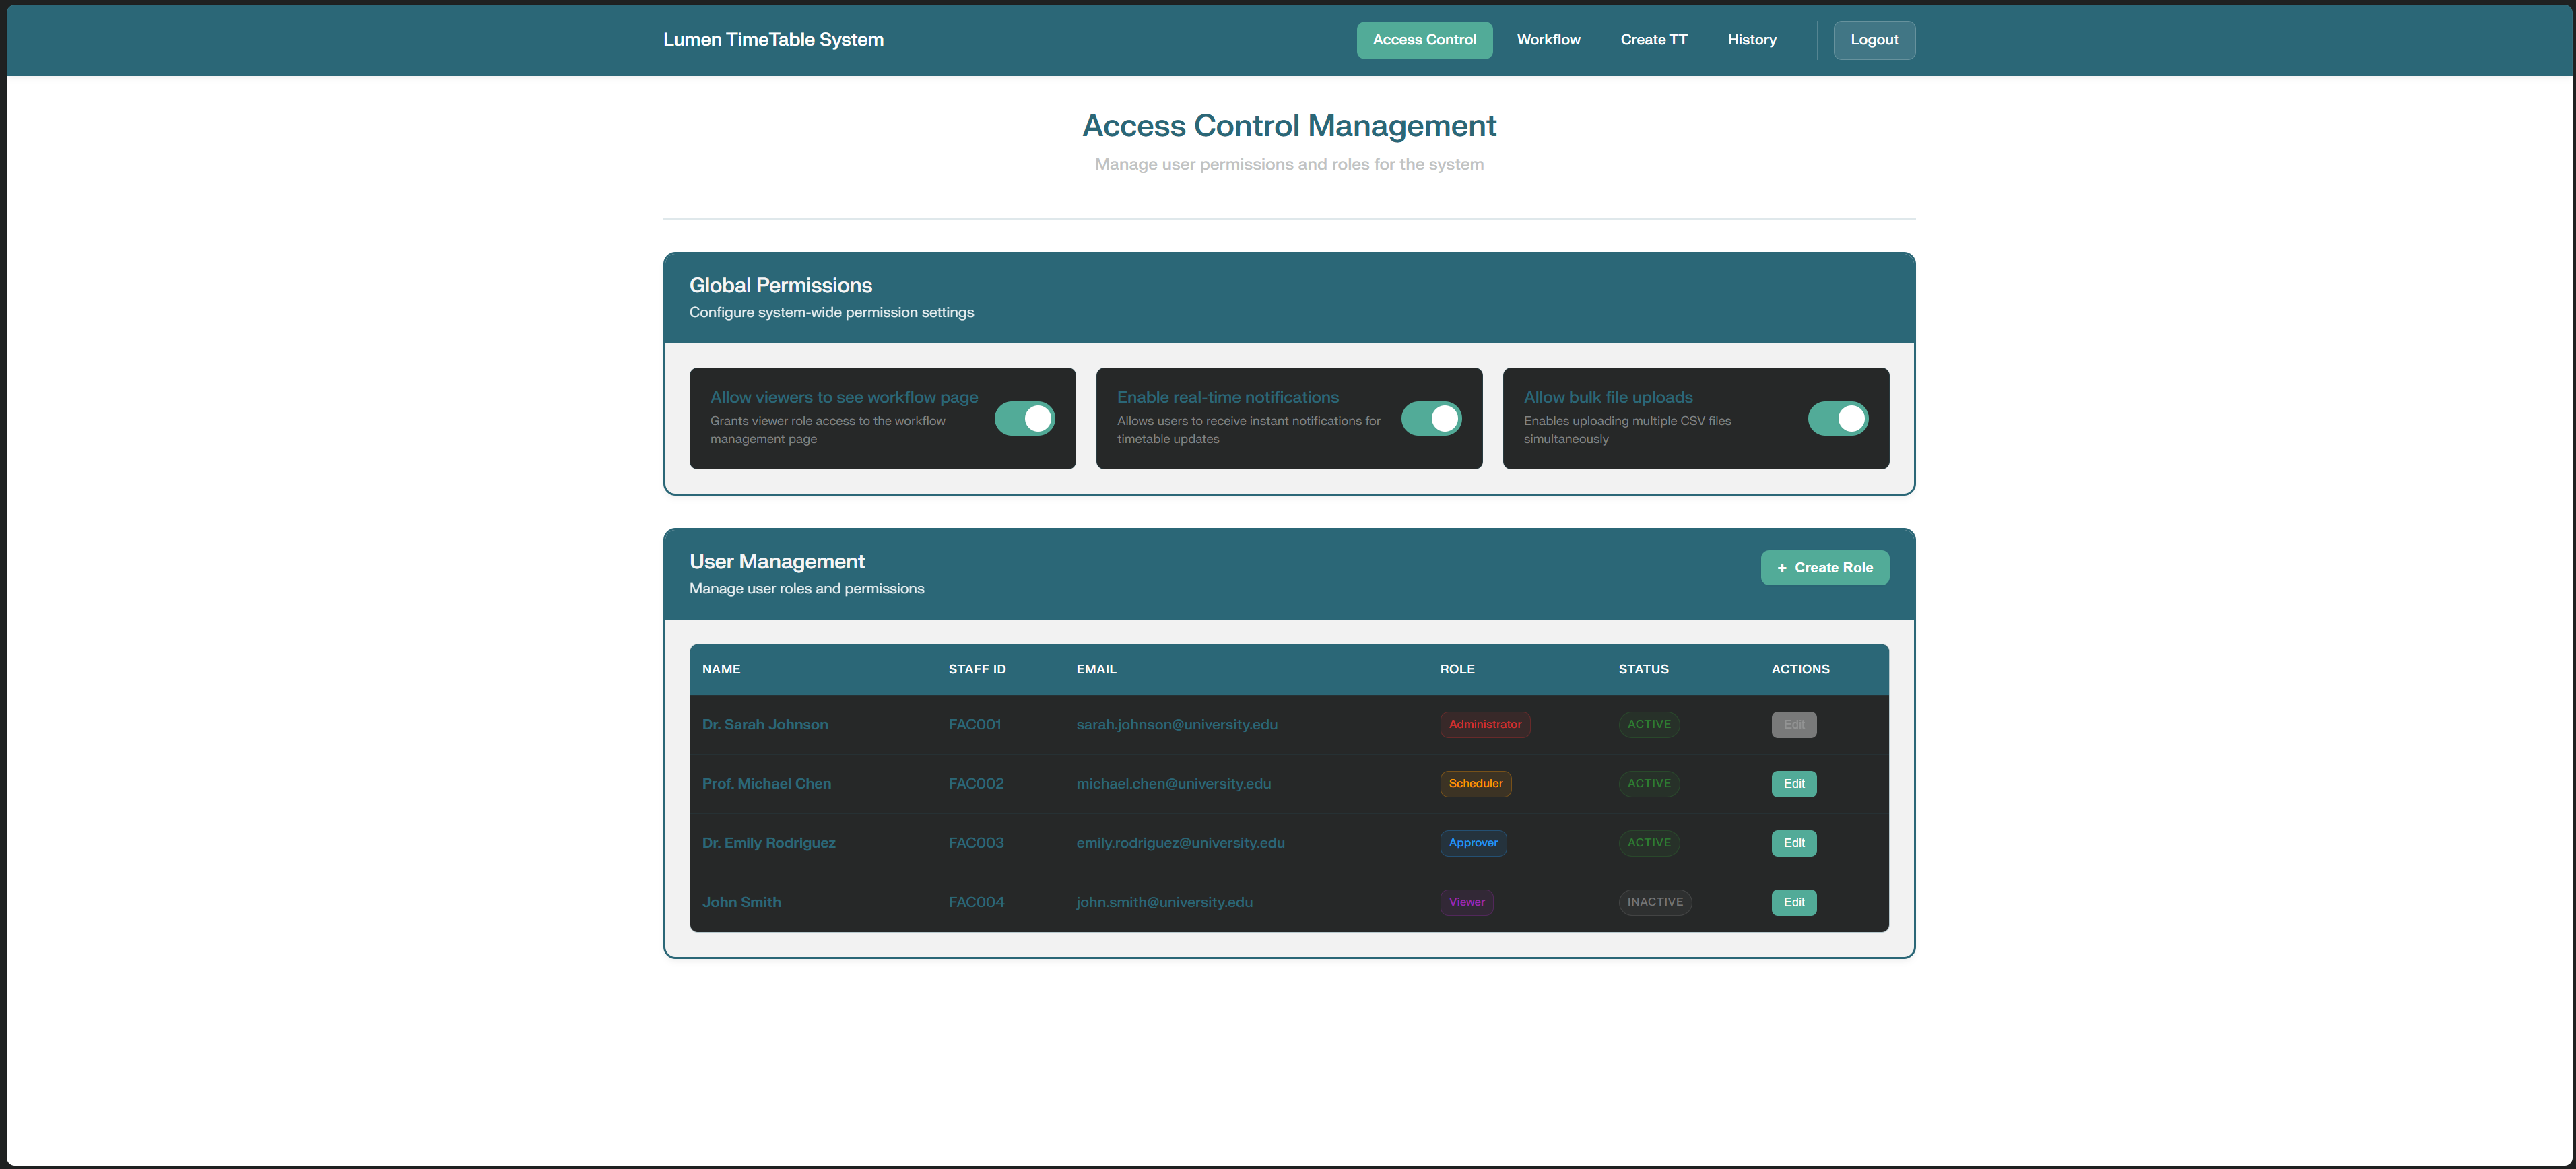 Lumen TimeTable System
Access Control
Workflow
Create TT
History
Logout
Access Control Management
Manage user permissions and roles for the system
Global Permissions
Configure system-wide permission settings
Allow viewers to see workflow page
Grants viewer role access to the workflow
management page
Enable real-time notifications
Allows users to receive instant notifications for
timetable updates
Allow bulk file uploads
Enables uploading multiple CSV files
simultaneously
User Management
Manage user roles and permissions
+ Create Role
NAME STAFF ID EMAIL ROLE STATUS ACTIONS
Dr. Sarah Johnson FAC001 sarah.johnson@university.edu Administrator ACTIVE Edit
Prof. Michael Chen FAC002 michael.chen@university.edu Scheduler ACTIVE Edit
Dr. Emily Rodriguez FAC003 emily.rodriguez@university.edu Approver ACTIVE Edit
John Smith FAC004 john.smith@university.edu Viewer INACTIVE Edit